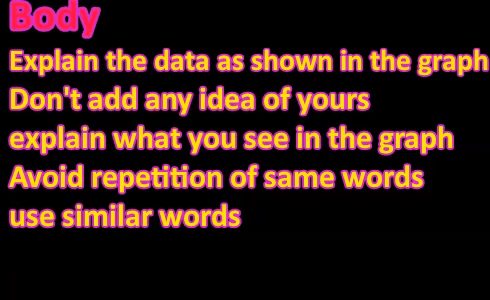 Body
Explain the data as shown in the graph
Don't add any idea of yours
explain what you see in the graph
Avoid repetition of same words
use similar words